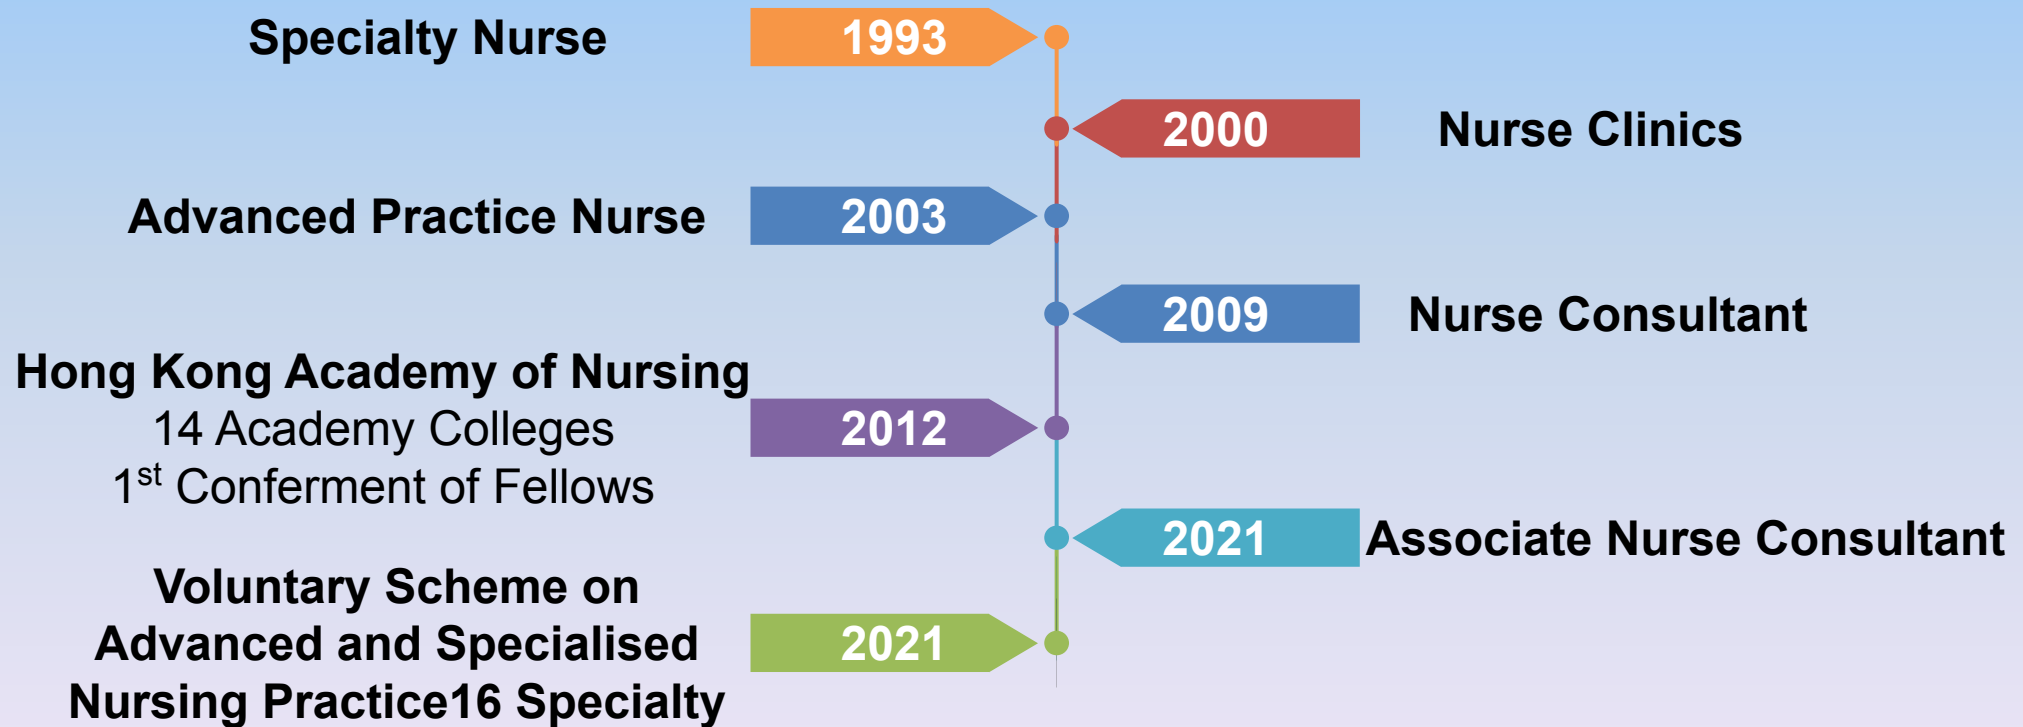 Specialty Nurse
1993
2000
Nurse Clinics
Advanced Practice Nurse
2003
2009
Nurse Consultant
Hong Kong Academy of Nursing
14 Academy Colleges
1st Conferment of Fellows
2012
2021
Associate Nurse Consultant
Voluntary Scheme on
Advanced and Specialised
Nursing Practice16 Specialty
2021